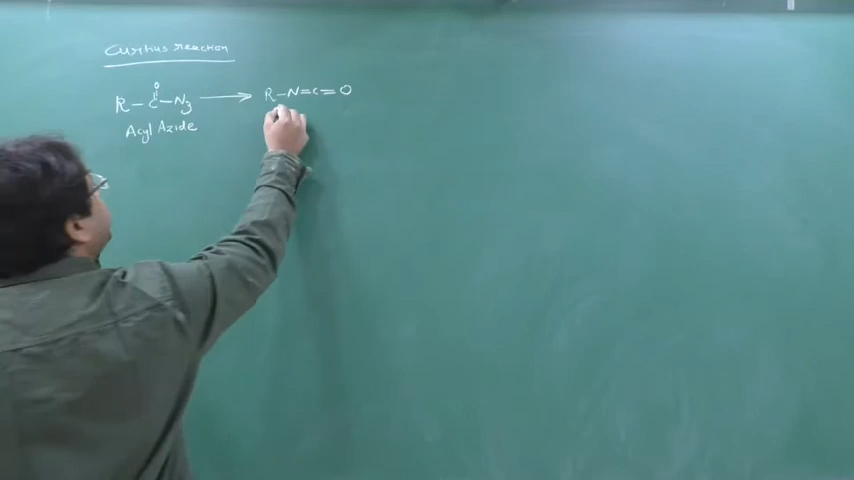 Curtius reaction
O
R-C-N3 → R-N=C=O
Acyl Azide